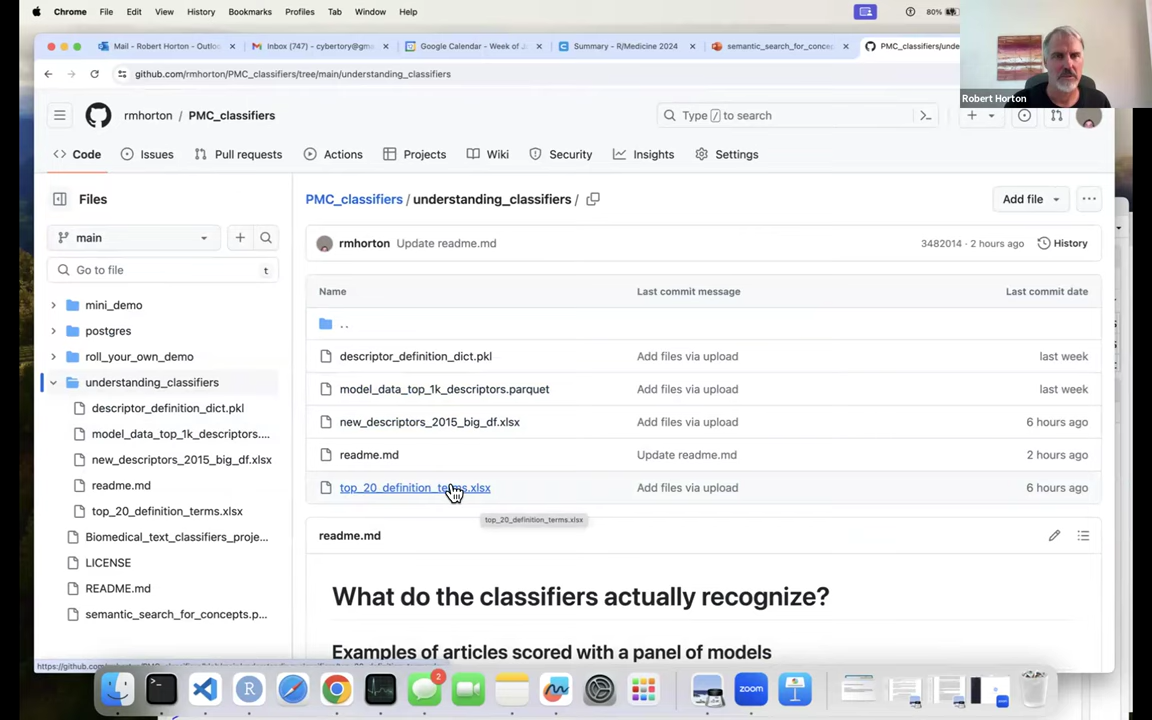 Chrome File Edit View History Bookmarks Profiles Tab Window Help 80%
Mail - Robert Horton - Outloo
Inbox (747) - cybertory@gm
Google Calendar - Week of J
Summary - R/Medicine 2024
semantic_search_for_conce
PMC_classifiers/unde
github.com/rmhorton/PMC_classifiers/tree/main/understanding_classifiers
Robert Horton
rmhorton / PMC_classifiers
Type / to search
Code Issues Pull requests Actions Projects Wiki Security Insights Settings
Files
main
Go to file t
mini_demo
postgres
roll_your_own_demo
understanding_classifiers
descriptor_definition_dict.pkl
model_data_top_1k_descriptors....
new_descriptors_2015_big_df.xlsx
readme.md
top_20_definition_terms.xlsx
Biomedical_text_classifiers_proje...
LICENSE
README.md
semantic_search_for_concepts.p...
PMC_classifiers / understanding_classifiers /
Add file
rmhorton Update readme.md 3482014 · 2 hours ago History
Name Last commit message Last commit date
. .
descriptor_definition_dict.pkl Add files via upload last week
model_data_top_1k_descriptors.parquet Add files via upload last week
new_descriptors_2015_big_df.xlsx Add files via upload 6 hours ago
readme.md Update readme.md 2 hours ago
top_20_definition_terms.xlsx Add files via upload 6 hours ago
top_20_definition_terms.xlsx
readme.md
What do the classifiers actually recognize?
Examples of articles scored with a panel of models
2
zoom